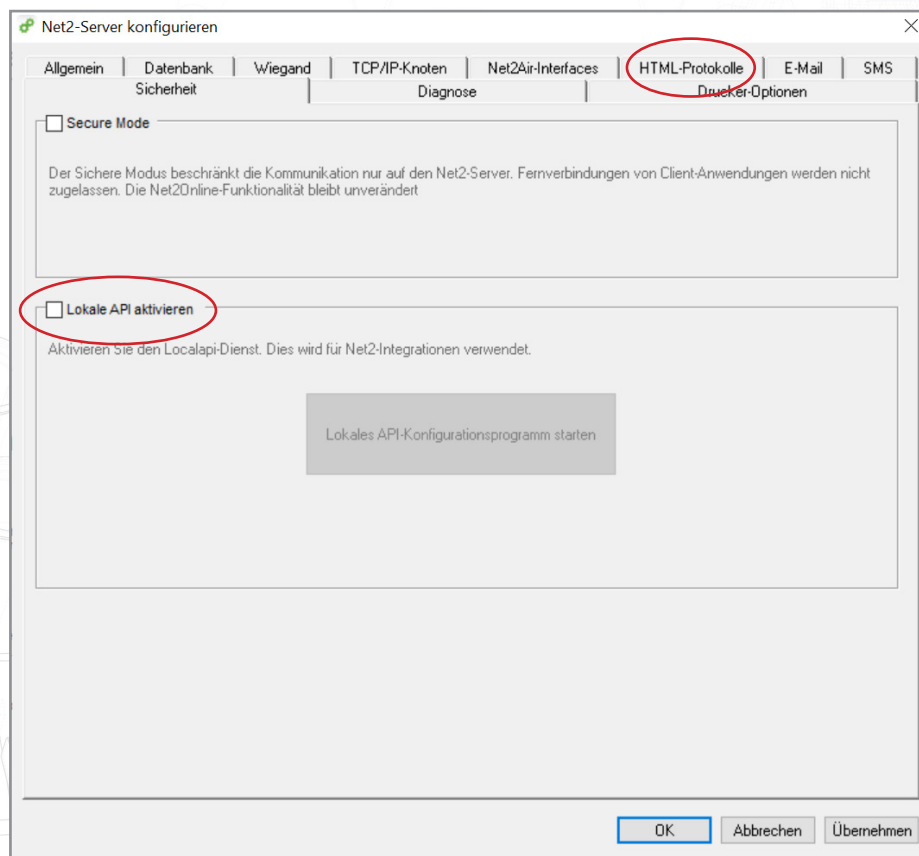 Net2-Server konfigurieren
Allgemein Datenbank Wiegand TCP/IP-Knoten Net2Air-Interfaces HTML-Protokolle E-Mail SMS
Sicherheit Diagnose Drucker-Optionen
Secure Mode
Der Sichere Modus beschränkt die Kommunikation nur auf den Net2-Server. Fernverbindungen von Client-Anwendungen werden nicht
zugelassen. Die Net2Online-Funktionalität bleibt unverändert
Lokale API aktivieren
Aktivieren Sie den Localapi-Dienst. Dies wird für Net2-Integrationen verwendet.
Lokales API-Konfigurationsprogramm starten
OK Abbrechen Übernehmen